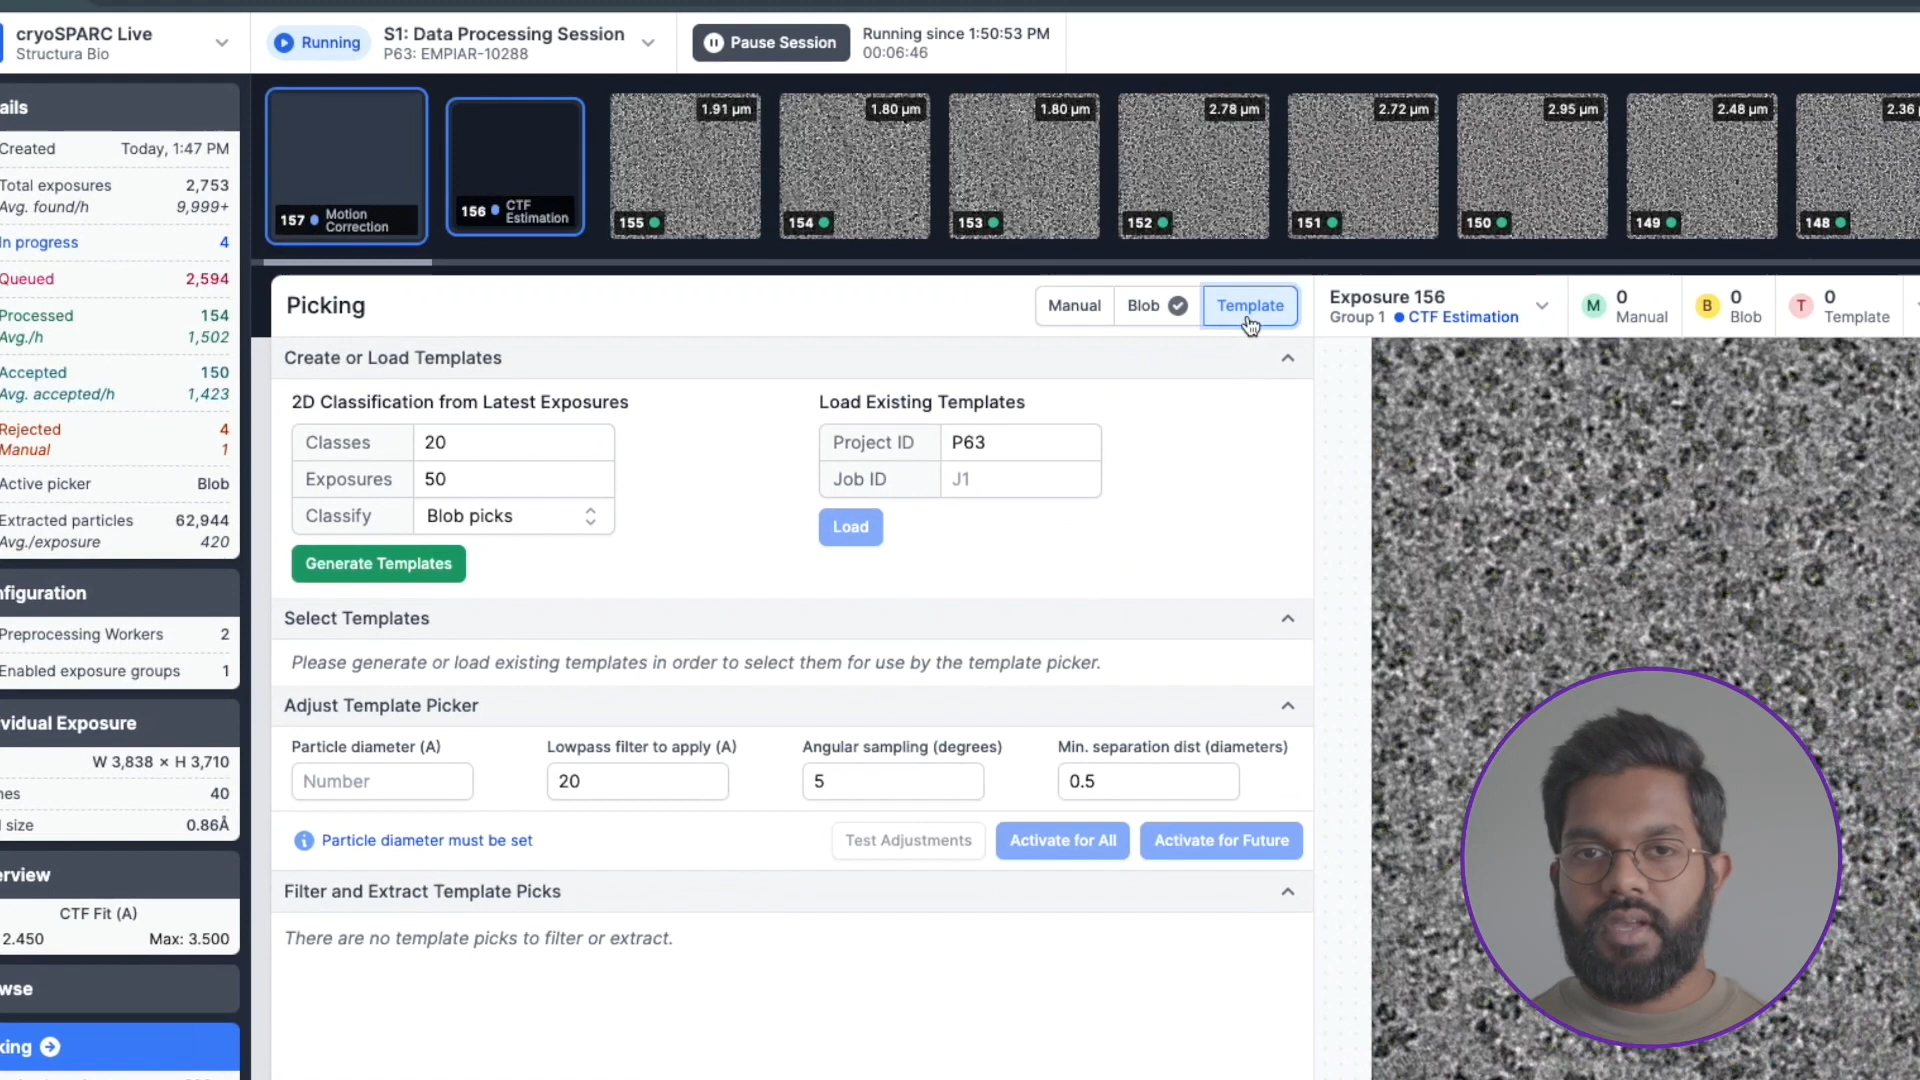 cryoSPARC Live
Structura Bio
Running
S1: Data Processing Session
P63: EMPIAR-10288
Pause Session
Running since 1:50:53 PM
00:06:46
ails
Created Today, 1:47 PM
Total exposures 2,753
Avg. found/h 9,999+
In progress 4
Queued 2,594
Processed 154
Avg./h 1,502
Accepted 150
Avg. accepted/h 1,423
Rejected 4
Manual 1
Active picker Blob
Extracted particles 62,944
Avg./exposure 420
nfiguration
Preprocessing Workers 2
Enabled exposure groups 1
vidual Exposure
W 3,838 × H 3,710
mes 40
l size 0.86Å
erview
CTF Fit (A)
2.450 Max: 3.500
wse
king
157 Motion Correction
156 CTF Estimation
1.91 µm
155
1.80 µm
154
1.80 µm
153
2.78 µm
152
2.72 µm
151
2.95 µm
150
2.48 µm
149
2.36
148
Picking
Manual Blob Template
Create or Load Templates
2D Classification from Latest Exposures
Classes 20
Exposures 50
Classify Blob picks
Generate Templates
Load Existing Templates
Project ID P63
Job ID J1
Load
Select Templates
Please generate or load existing templates in order to select them for use by the template picker.
Adjust Template Picker
Particle diameter (A) Lowpass filter to apply (A) Angular sampling (degrees) Min. separation dist (diameters)
Number 20 5 0.5
Particle diameter must be set
Test Adjustments Activate for All Activate for Future
Filter and Extract Template Picks
There are no template picks to filter or extract.
Exposure 156
Group 1 CTF Estimation
M 0 Manual
B 0 Blob
T 0 Template